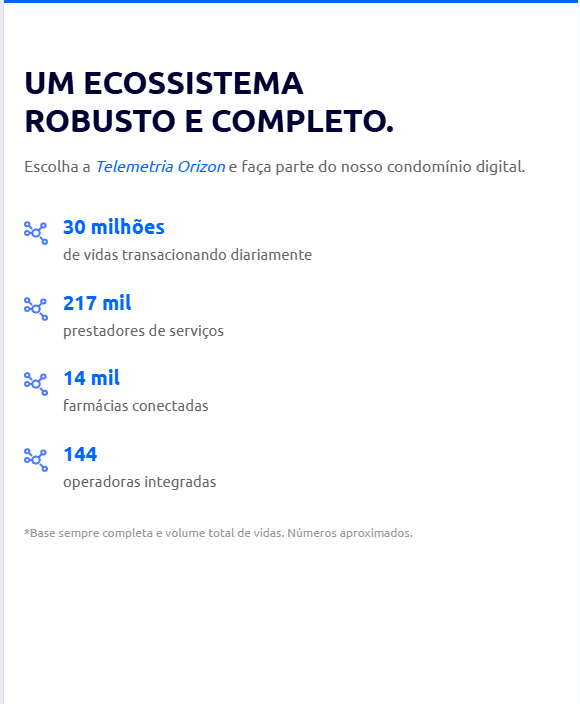 UM ECOSSISTEMA
ROBUSTO E COMPLETO.
Escolha a Telemetria Orizon e faça parte do nosso condomínio digital.
30 milhões
de vidas transacionando diariamente
217 mil
prestadores de serviços
14 mil
farmácias conectadas
144
operadoras integradas
*Base sempre completa e volume total de vidas. Números aproximados.